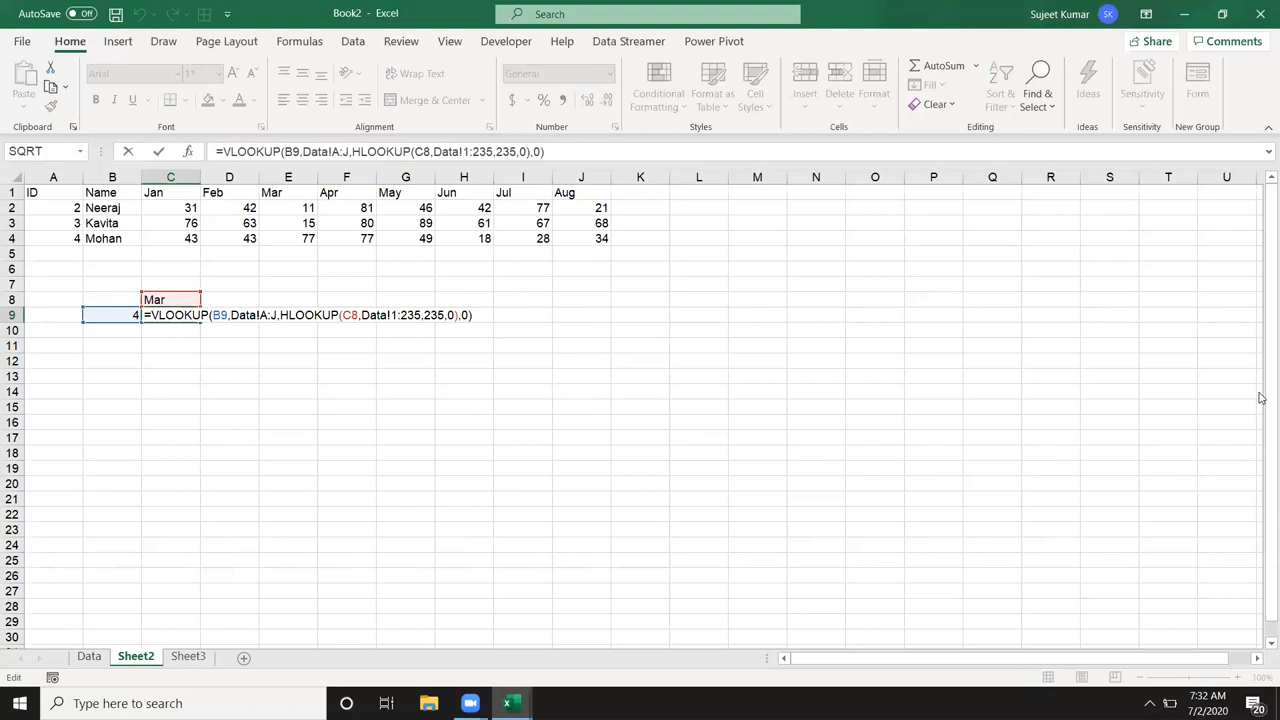 AutoSave Off Book2 - Excel Search Sujeet Kumar SK
File Home Insert Draw Page Layout Formulas Data Review View Developer Help Data Streamer Power Pivot Share Comments
Paste Arial 11 Wrap Text General Conditional Formatting Format as Table Cell Styles Insert Delete Format AutoSum Sort & Filter Find & Select Ideas Sensitivity Form
B I U Merge & Center $ % Fill
Clear
Clipboard Font Alignment Number Styles Cells Editing Ideas Sensitivity New Group
SQRT =VLOOKUP(B9,Data!A:J,HLOOKUP(C8,Data!1:235,235,0),0)
A B C D E F G H I J K L M N O P Q R S T U
1 ID Name Jan Feb Mar Apr May Jun Jul Aug
2 2 Neeraj 31 42 11 81 46 42 77 21
3 3 Kavita 76 63 15 80 89 61 67 68
4 4 Mohan 43 43 77 77 49 18 28 34
5
6
7
8 Mar
9 4 =VLOOKUP(B9,Data!A:J,HLOOKUP(C8,Data!1:235,235,0),0)
10
11
12
13
14
15
16
17
18
19
20
21
22
23
24
25
26
27
28
29
30
Data Sheet2 Sheet3
Edit 100%
Type here to search 7:32 AM
7/2/2020 20